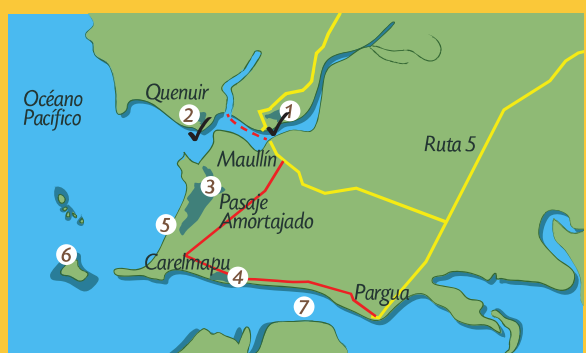 Quenuir
Océano
Pacífico
2
1
Ruta 5
Maullín
3
Pasaje
Amortajado
5
6
Carelmapu
4
Pargua
7